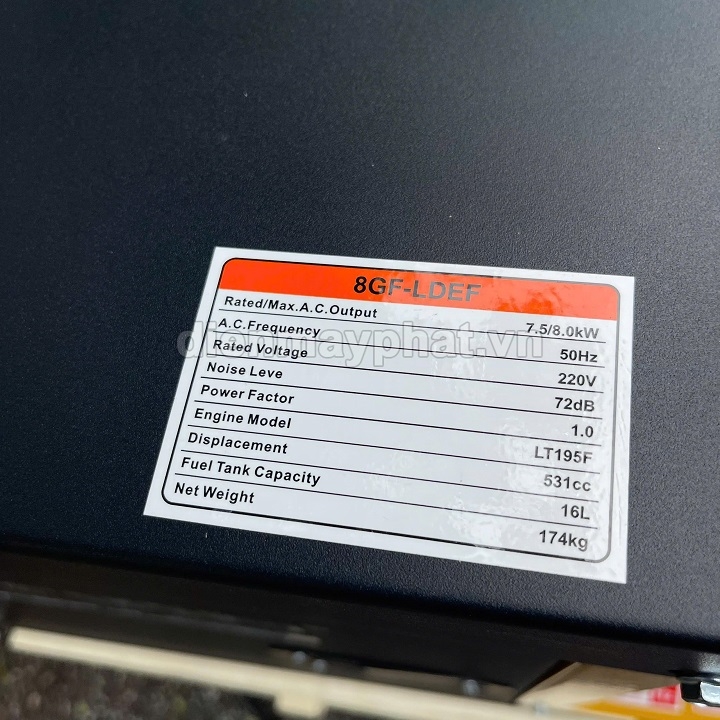 8GF-LDEF
Rated/Max.A.C.Output 7.5/8.0kW
A.C.Frequency 50Hz
Rated Voltage 220V
Noise Leve 72dB
Power Factor 1.0
Engine Model LT195F
Displacement 531cc
Fuel Tank Capacity 16L
Net Weight 174kg
dienmayphat.vn